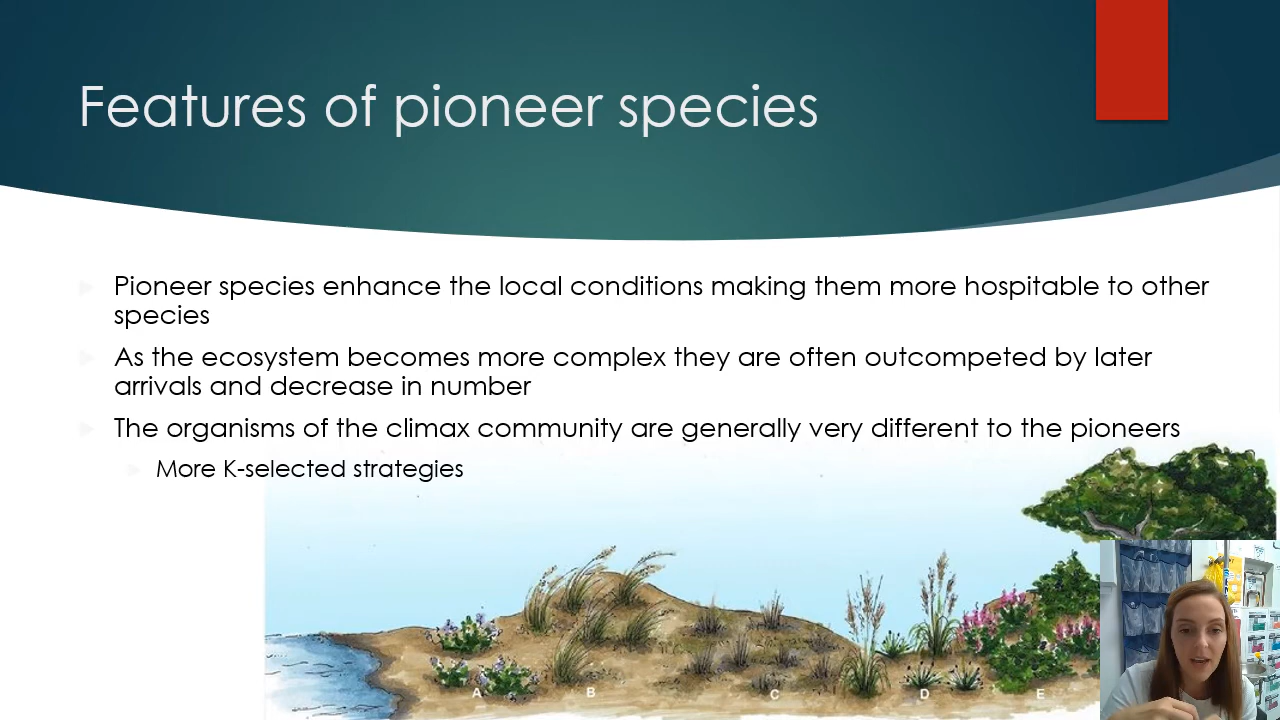 Features of pioneer species
Pioneer species enhance the local conditions making them more hospitable to other
species
As the ecosystem becomes more complex they are often outcompeted by later
arrivals and decrease in number
The organisms of the climax community are generally very different to the pioneers
More K-selected strategies
A B C D E